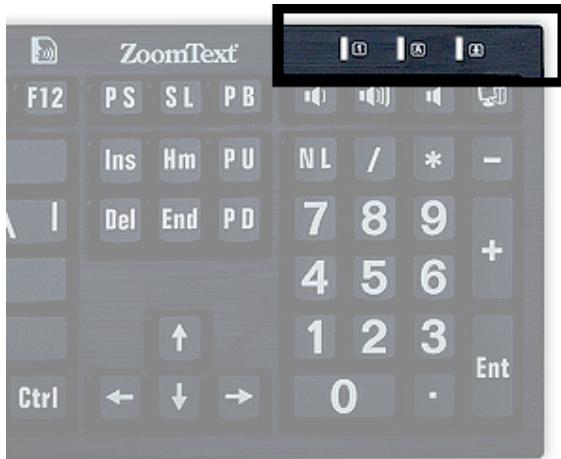 ZoomText
1 A
F12 PS SL PB
Ins Hm PU NL / * -
Del End PD 7 8 9 +
4 5 6
1 2 3
Ent
Ctrl 0 .